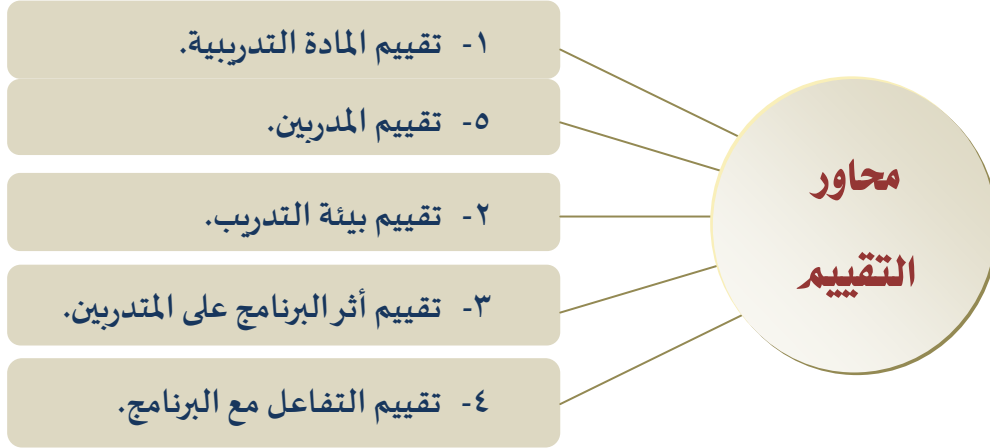 محاور
التقييم
١- تقييم المادة التدريبية.
٥- تقييم المدربين.
٢- تقييم بيئة التدريب.
٣- تقييم أثر البرنامج على المتدربين.
٤- تقييم التفاعل مع البرنامج.